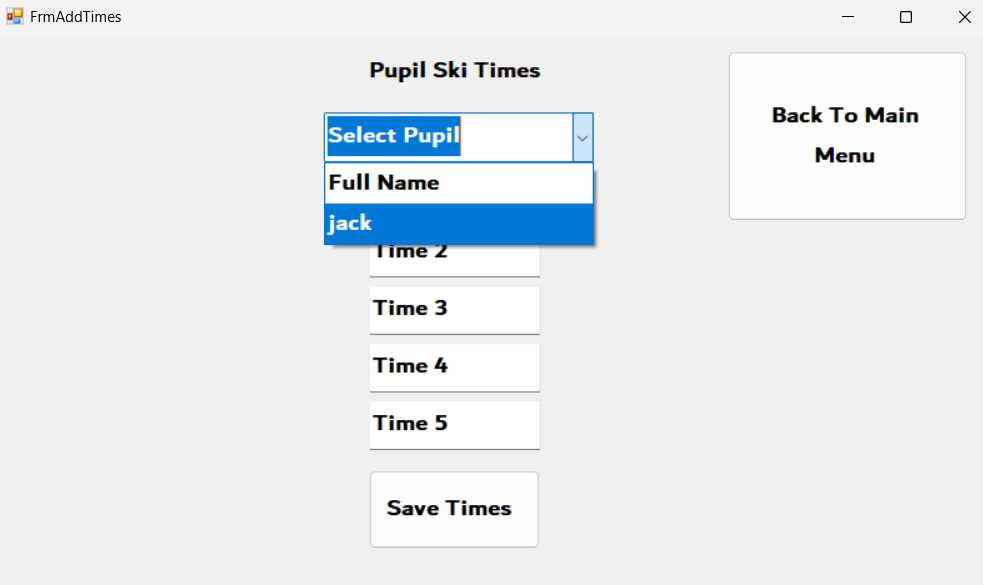 FrmAddTimes
Pupil Ski Times
Back To Main
Menu
Select Pupil
Full Name
jack
Time 2
Time 3
Time 4
Time 5
Save Times